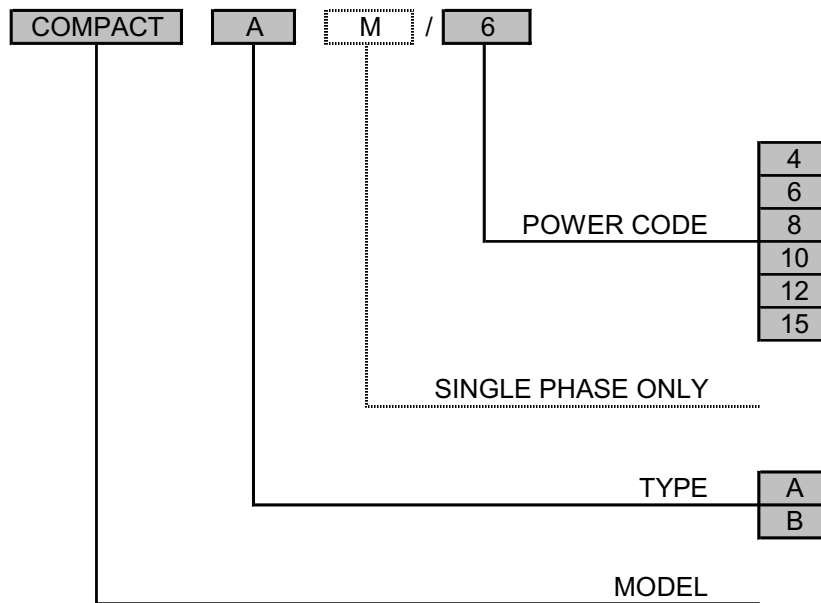 COMPACT A M / 6
4
6
POWER CODE 8
10
12
15
SINGLE PHASE ONLY
TYPE A
B
MODEL